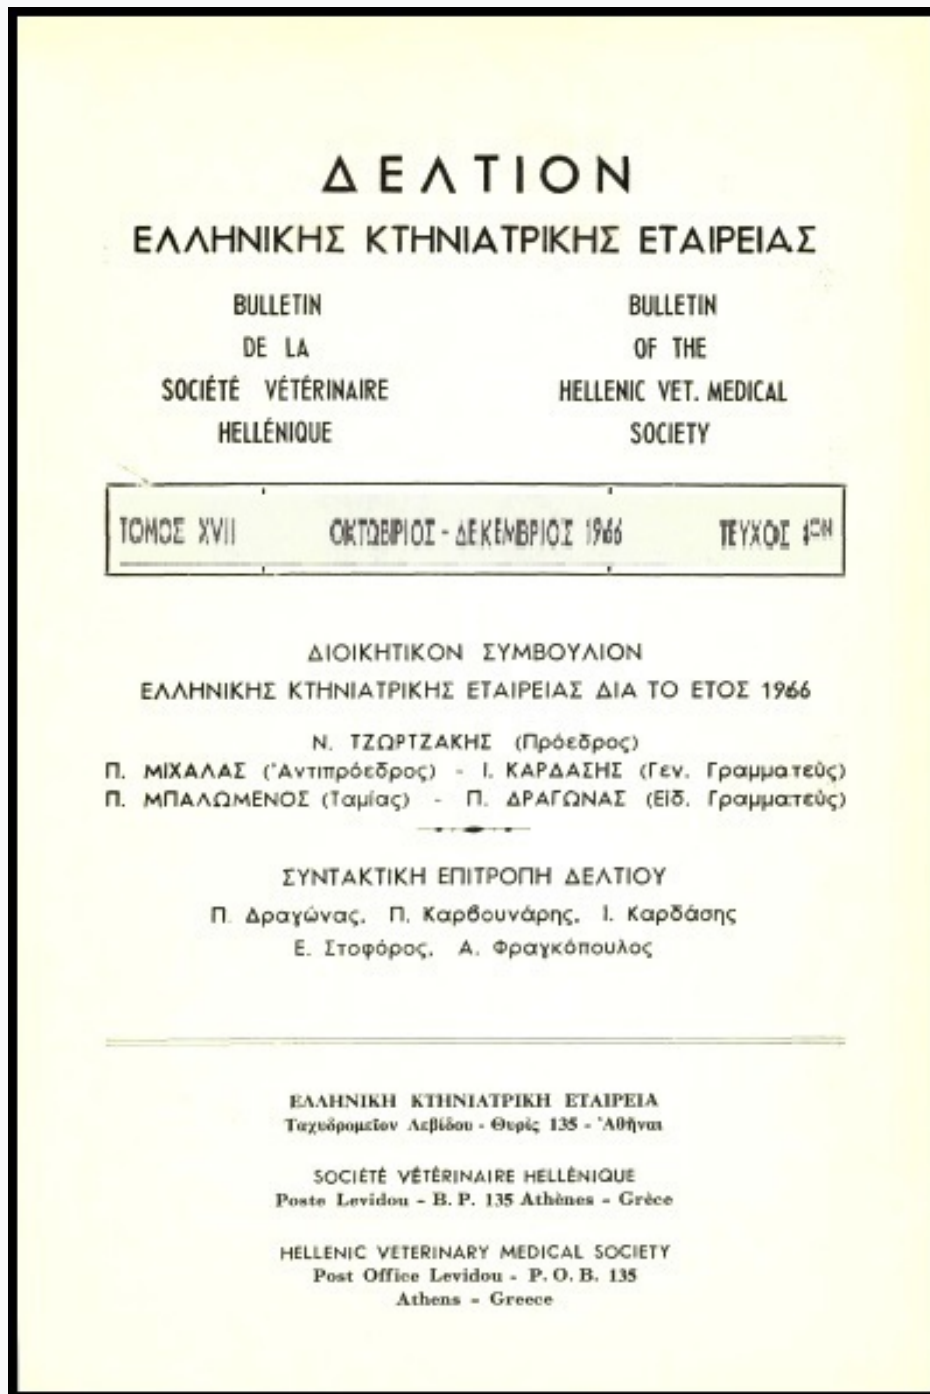 ΔΕΛΤΙΟΝ
ΕΛΛΗΝΙΚΗΣ ΚΤΗΝΙΑΤΡΙΚΗΣ ΕΤΑΙΡΕΙΑΣ
BULLETIN
DE LA
SOCIÉTÉ VÉTÉRINAIRE
HELLÉNIQUE
BULLETIN
OF THE
HELLENIC VET. MEDICAL
SOCIETY
ΤΟΜΟΣ XVII ΟΚΤΩΒΡΙΟΣ - ΔΕΚΕΜΒΡΙΟΣ 1966 ΤΕΥΧΟΣ
ΔΙΟΙΚΗΤΙΚΟΝ ΣΥΜΒΟΥΛΙΟΝ
ΕΛΛΗΝΙΚΗΣ ΚΤΗΝΙΑΤΡΙΚΗΣ ΕΤΑΙΡΕΙΑΣ ΔΙΑ ΤΟ ΕΤΟΣ 1966
Ν. ΤΖΩΡΤΖΑΚΗΣ (Πρόεδρος)
Π. ΜΙΧΑΛΑΣ (Ἀντιπρόεδρος) - Ι. ΚΑΡΔΑΣΗΣ (Γεν. Γραμματεὺς)
Π. ΜΠΑΛΩΜΕΝΟΣ (Ταμίας) - Π. ΔΡΑΓΩΝΑΣ (Εἰδ. Γραμματεὺς)
ΣΥΝΤΑΚΤΙΚΗ ΕΠΙΤΡΟΠΗ ΔΕΛΤΙΟΥ
Π. Δραγώνας, Π. Καρβουνάρης, Ι. Καρδάσης
Ε. Στοφόρος, Α. Φραγκόπουλος
ΕΛΛΗΝΙΚΗ ΚΤΗΝΙΑΤΡΙΚΗ ΕΤΑΙΡΕΙΑ
Ταχυδρομεῖον Λεβίδου - Θυρὶς 135 - Ἀθῆναι
SOCIÉTÉ VÉTÉRINAIRE HELLÉNIQUE
Poste Levidou - B. P. 135 Athènes - Grèce
HELLENIC VETERINARY MEDICAL SOCIETY
Post Office Levidou - P. O. B. 135
Athens - Greece